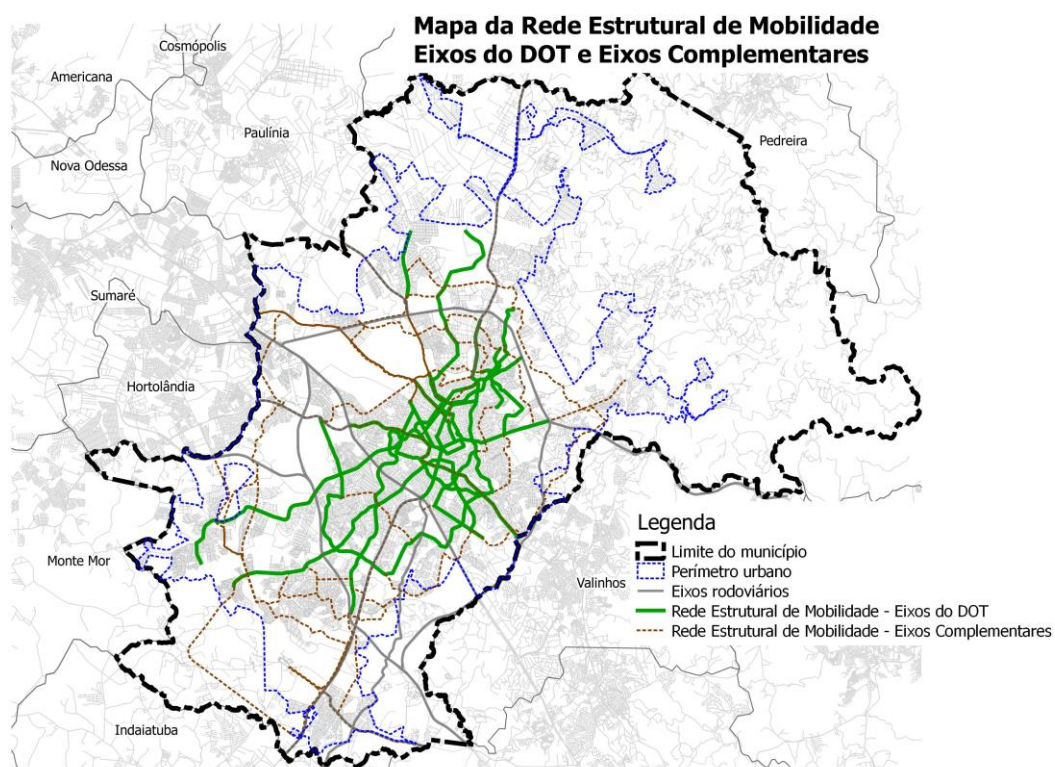 Mapa da Rede Estrutural de Mobilidade
Eixos do DOT e Eixos Complementares
Cosmópolis
Americana
Paulínia
Pedreira
Nova Odessa
Sumaré
Hortolândia
Monte Mor
Valinhos
Indaiatuba
Legenda
Limite do município
Perímetro urbano
Eixos rodoviários
Rede Estrutural de Mobilidade - Eixos do DOT
Rede Estrutural de Mobilidade - Eixos Complementares